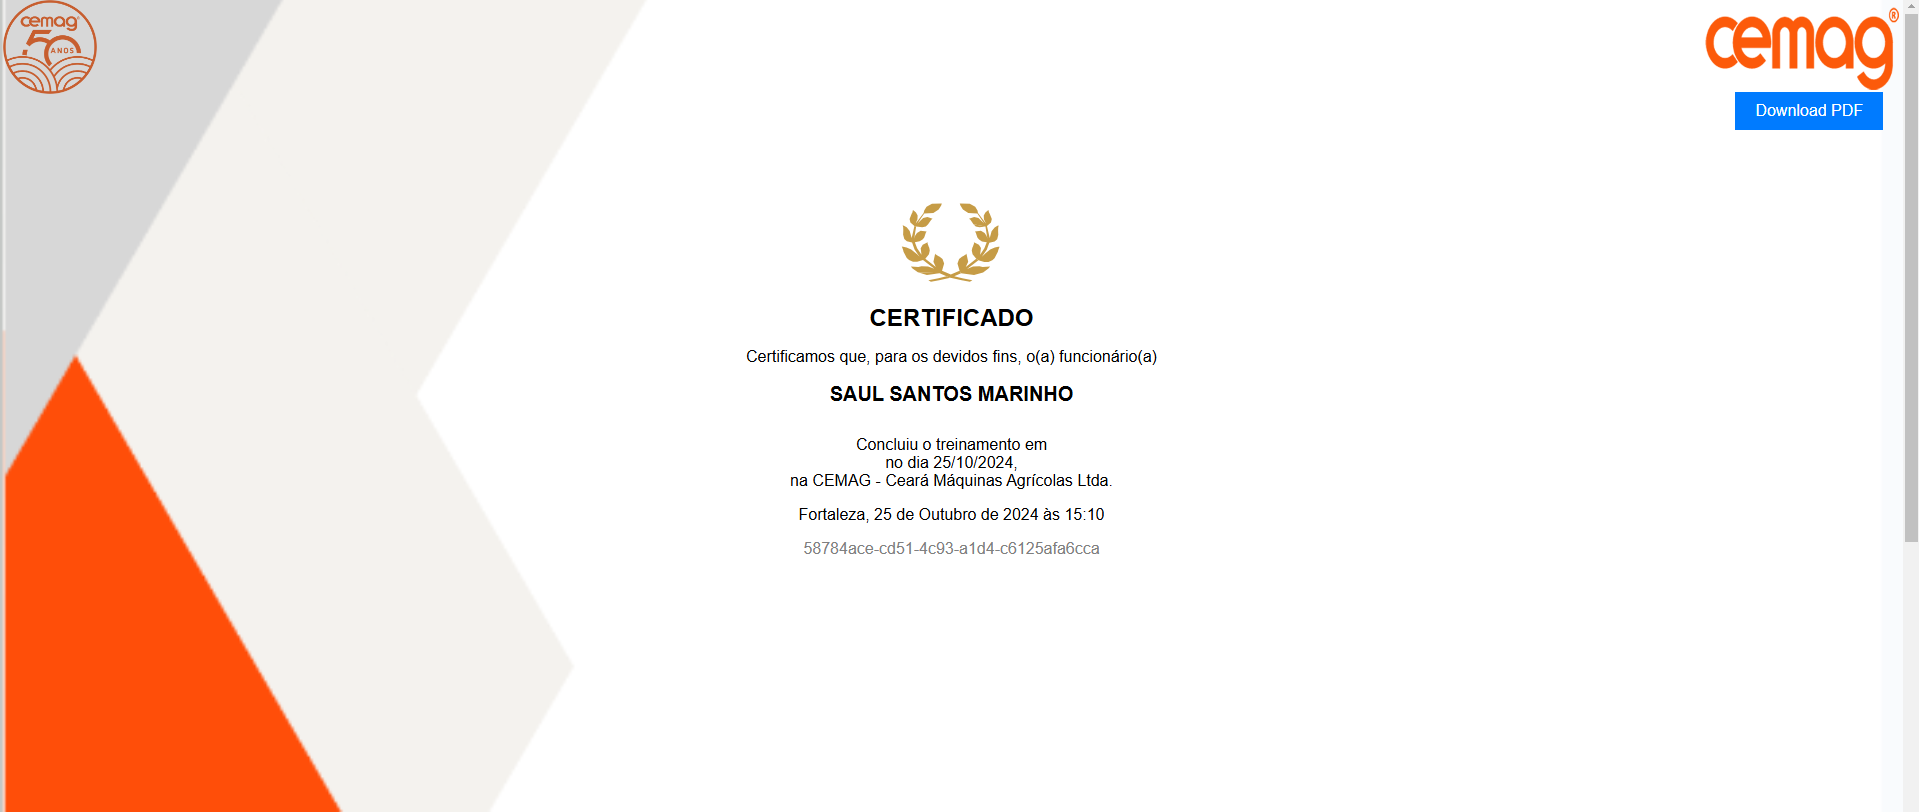 cemag
50
ANOS
cemag®
Download PDF
CERTIFICADO
Certificamos que, para os devidos fins, o(a) funcionário(a)
SAUL SANTOS MARINHO
Concluiu o treinamento em
no dia 25/10/2024,
na CEMAG - Ceará Máquinas Agrícolas Ltda.
Fortaleza, 25 de Outubro de 2024 às 15:10
58784ace-cd51-4c93-a1d4-c6125afa6cca